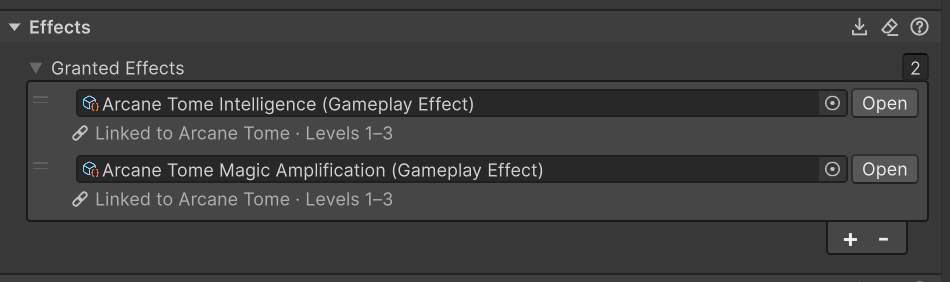 Effects
Granted Effects 2
Arcane Tome Intelligence (Gameplay Effect) Open
Linked to Arcane Tome · Levels 1–3
Arcane Tome Magic Amplification (Gameplay Effect) Open
Linked to Arcane Tome · Levels 1–3
+ -